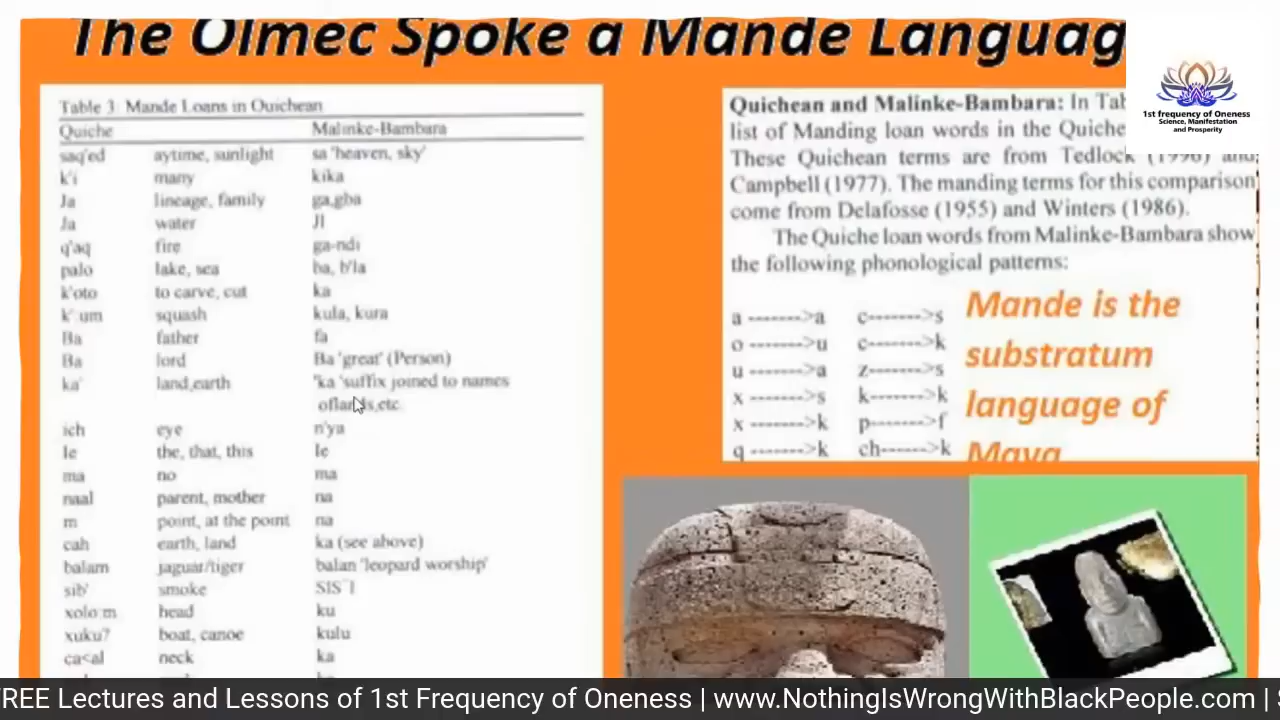 The Olmec Spoke a Mande Languag
1st frequency of Oneness
Science, Manifestation
and Prosperity
Table 3 Mande Loans in Quichean
Quiche Malinke-Bambara
saq'ed aytime, sunlight sa 'heaven, sky'
k'i many kika
Ja lineage, family ga,gba
Ja water JI
q'aq fire ga-ndi
palo lake, sea ba, b'la
k'oto to carve, cut ka
k' um squash kula, kura
Ba father fa
Ba lord Ba 'great' (Person)
ka' land,earth 'ka 'suffix joined to names
etc.
ich eye n'ya
le the, that, this le
ma no ma
naal parent, mother na
m point, at the point na
cah earth, land ka (see above)
balam jaguar/tiger balan 'leopard worship'
sib' smoke
xolo:m head ku
xuku? boat, canoe kulu
ca<al neck ka
Quichean and Malinke-Bambara: In Tab
list of Manding loan words in the Quiche
These Quichean terms are from Tedlock (1996) and
Campbell (1977). The manding terms for this comparison
come from Delafosse (1955) and Winters (1986).
The Quiche loan words from Malinke-Bambara show
the following phonological patterns:
a ------->a c------->s
o ------->u c------->k
u ------->a z------->s
x ------->s k------->k
x ------->k p------->f
q ------->k ch------>k
Mande is the
substratum
language of
Maya
FREE Lectures and Lessons of 1st Frequency of Oneness | www.NothingIsWrongWithBlackPeople.com | S